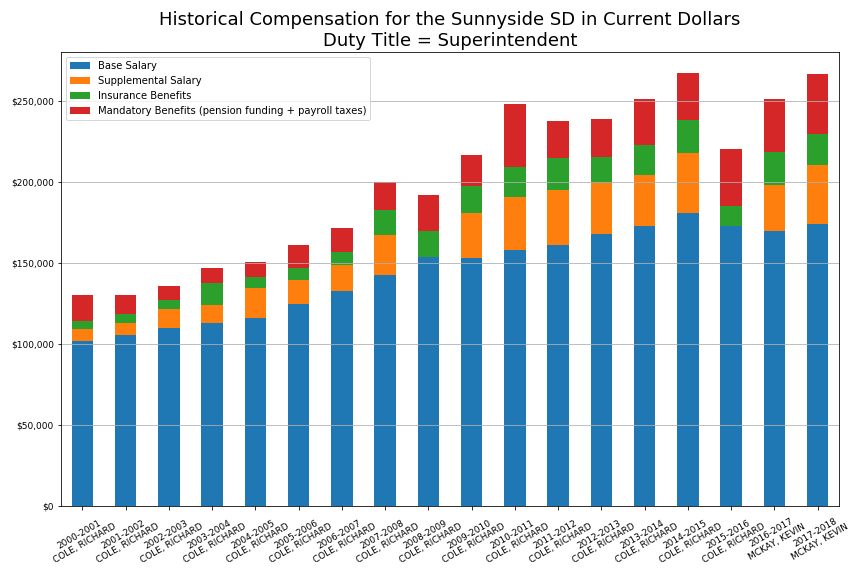 Historical Compensation for the Sunnyside SD in Current Dollars
Duty Title = Superintendent
Base Salary
Supplemental Salary
Insurance Benefits
Mandatory Benefits (pension funding + payroll taxes)
$250,000
$200,000
$150,000
$100,000
$50,000
$0
2000-2001
COLE, RICHARD
2001-2002
COLE, RICHARD
2002-2003
COLE, RICHARD
2003-2004
COLE, RICHARD
2004-2005
COLE, RICHARD
2005-2006
COLE, RICHARD
2006-2007
COLE, RICHARD
2007-2008
COLE, RICHARD
2008-2009
COLE, RICHARD
2009-2010
COLE, RICHARD
2010-2011
COLE, RICHARD
2011-2012
COLE, RICHARD
2012-2013
COLE, RICHARD
2013-2014
COLE, RICHARD
2014-2015
COLE, RICHARD
2015-2016
COLE, RICHARD
2016-2017
MCKAY, KEVIN
2017-2018
MCKAY, KEVIN